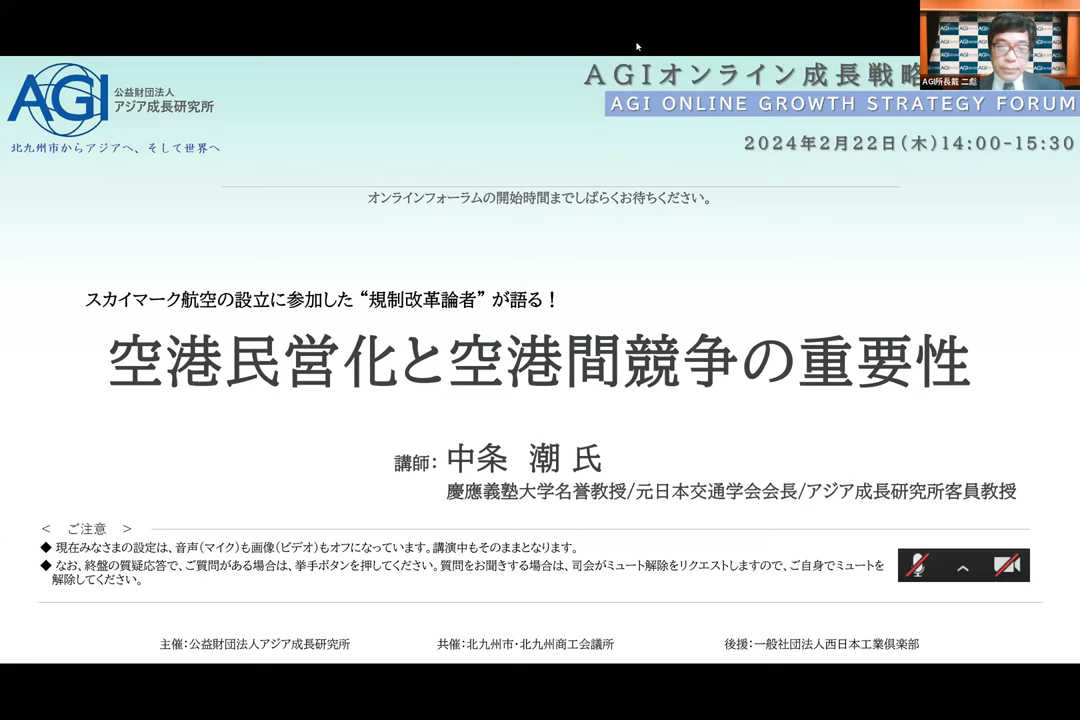 AGI
公益財団法人
アジア成長研究所
北九州市からアジアへ、そして世界へ
AGIオンライン成長戦略
AGI ONLINE GROWTH STRATEGY FORUM
2024年2月22日(木)14:00-15:30
AGI所長戴 二彪
オンラインフォーラムの開始時間までしばらくお待ちください。
スカイマーク航空の設立に参加した “規制改革論者” が語る！
空港民営化と空港間競争の重要性
講師: 中条 潮 氏
慶應義塾大学名誉教授/元日本交通学会会長/アジア成長研究所客員教授
＜ ご注意 ＞
◆ 現在みなさまの設定は、音声(マイク)も画像(ビデオ)もオフになっています。講演中もそのままとなります。
◆ なお、終盤の質疑応答で、ご質問がある場合は、挙手ボタンを押してください。質問をお聞きする場合は、司会がミュート解除をリクエストしますので、ご自身でミュートを
解除してください。
主催：公益財団法人アジア成長研究所 共催：北九州市・北九州商工会議所 後援：一般社団法人西日本工業倶楽部